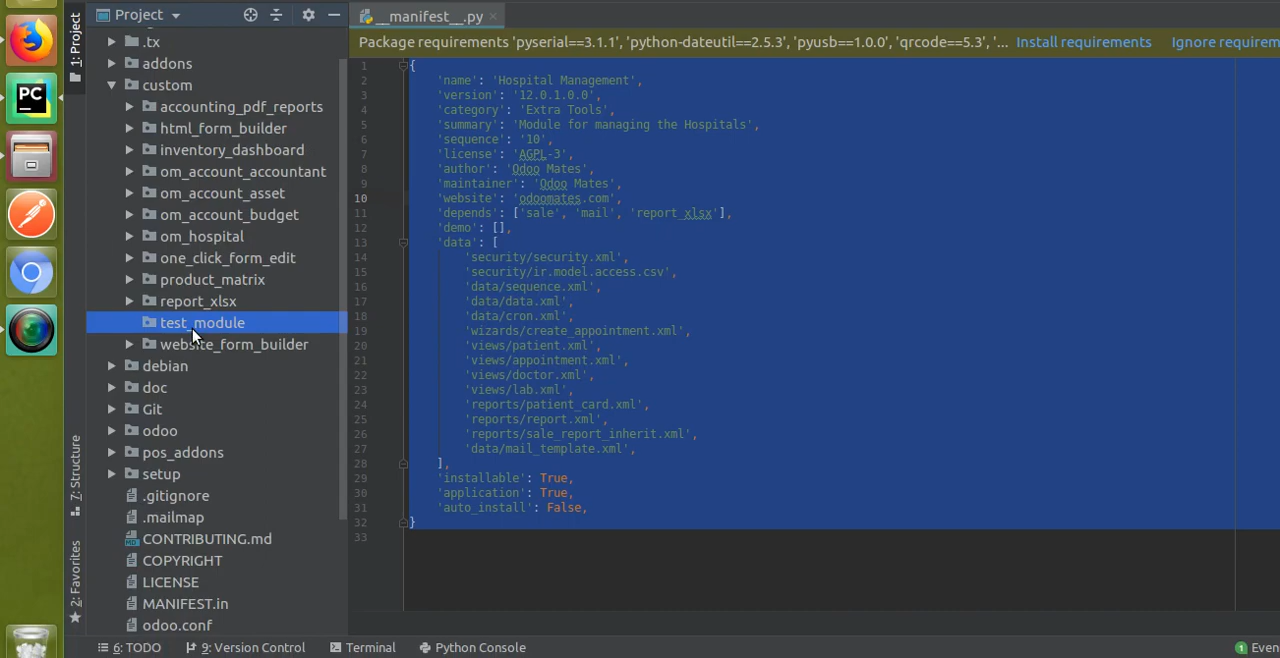 Project
__manifest__.py
1: Project
7: Structure
2: Favorites
PC
.tx
addons
custom
accounting_pdf_reports
html_form_builder
inventory_dashboard
om_account_accountant
om_account_asset
om_account_budget
om_hospital
one_click_form_edit
product_matrix
report_xlsx
test_module
website_form_builder
debian
doc
Git
odoo
pos_addons
setup
.gitignore
.mailmap
CONTRIBUTING.md
COPYRIGHT
LICENSE
MANIFEST.in
odoo.conf
Package requirements 'pyserial==3.1.1', 'python-dateutil==2.5.3', 'pyusb==1.0.0', 'qrcode==5.3', '... Install requirements Ignore requirem
1 {
2 'name': 'Hospital Management',
3 'version': '12.0.1.0.0',
4 'category': 'Extra Tools',
5 'summary': 'Module for managing the Hospitals',
6 'sequence': '10',
7 'license': 'AGPL-3',
8 'author': 'Odoo Mates',
9 'maintainer': 'Odoo Mates',
10 'website': 'odoomates.com',
11 'depends': ['sale', 'mail', 'report_xlsx'],
12 'demo': [],
13 'data': [
14 'security/security.xml',
15 'security/ir.model.access.csv',
16 'data/sequence.xml',
17 'data/data.xml',
18 'data/cron.xml',
19 'wizards/create_appointment.xml',
20 'views/patient.xml',
21 'views/appointment.xml',
22 'views/doctor.xml',
23 'views/lab.xml',
24 'reports/patient_card.xml',
25 'reports/report.xml',
26 'reports/sale_report_inherit.xml',
27 'data/mail_template.xml',
28 ],
29 'installable': True,
30 'application': True,
31 'auto_install': False,
32 }
33
6: TODO 9: Version Control Terminal Python Console 1 Even